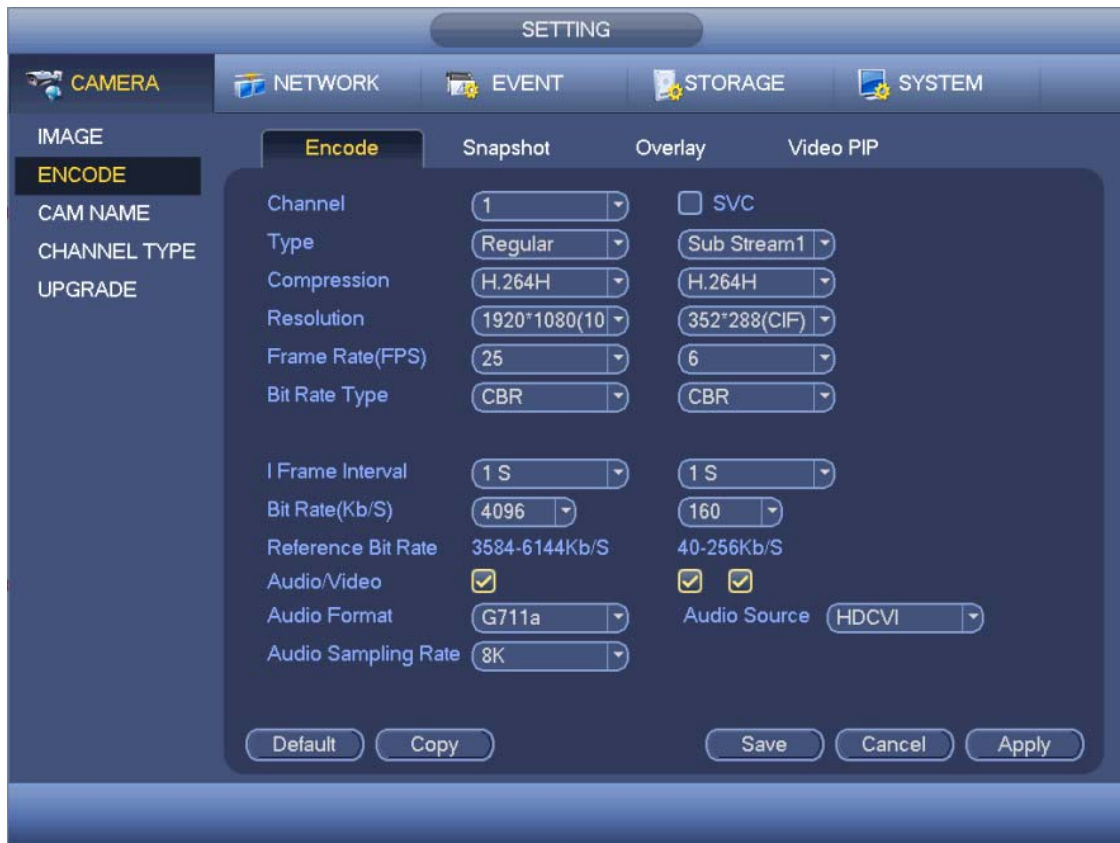 SETTING
CAMERA NETWORK EVENT STORAGE SYSTEM
IMAGE
ENCODE
CAM NAME
CHANNEL TYPE
UPGRADE
Encode Snapshot Overlay Video PIP
Channel 1 SVC
Type Regular Sub Stream1
Compression H.264H H.264H
Resolution 1920*1080(10 352*288(CIF)
Frame Rate(FPS) 25 6
Bit Rate Type CBR CBR
I Frame Interval 1 S 1 S
Bit Rate(Kb/S) 4096 160
Reference Bit Rate 3584-6144Kb/S 40-256Kb/S
Audio/Video
Audio Format G711a Audio Source HDCVI
Audio Sampling Rate 8K
Default Copy Save Cancel Apply